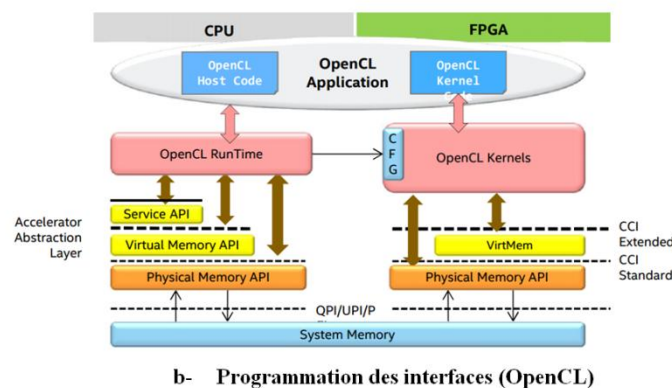 CPU
FPGA
OpenCL
Host Code
OpenCL
Application
OpenCL
Kernel
OpenCL RunTime
C
F
G
OpenCL Kernels
Accelerator
Abstraction
Layer
Service API
Virtual Memory API
Physical Memory API
VirtMem
Physical Memory API
CCI
Extended
CCI
Standard
QPI/UPI/P
System Memory
b- Programmation des interfaces (OpenCL)